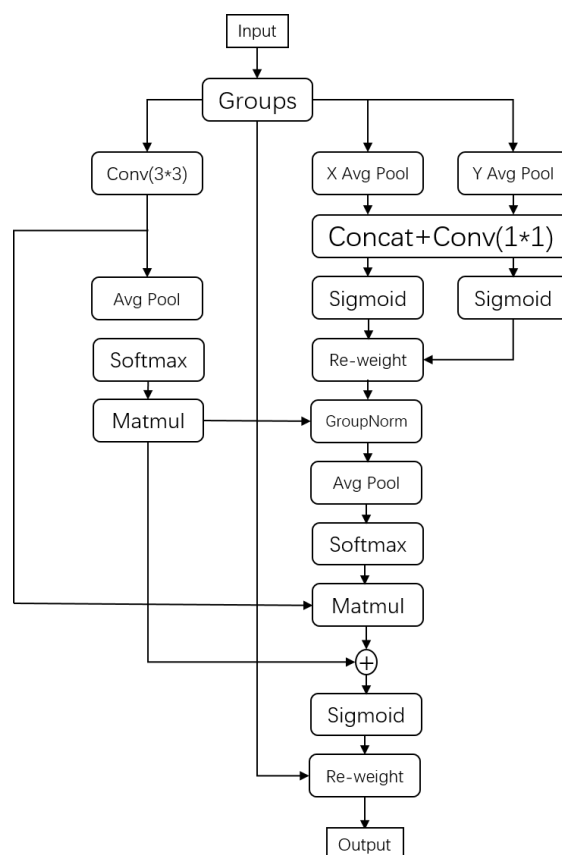 Input
Groups
Conv(3*3)
X Avg Pool
Y Avg Pool
Concat+Conv(1*1)
Avg Pool
Sigmoid
Sigmoid
Softmax
Re-weight
Matmul
GroupNorm
Avg Pool
Softmax
Matmul
+
Sigmoid
Re-weight
Output